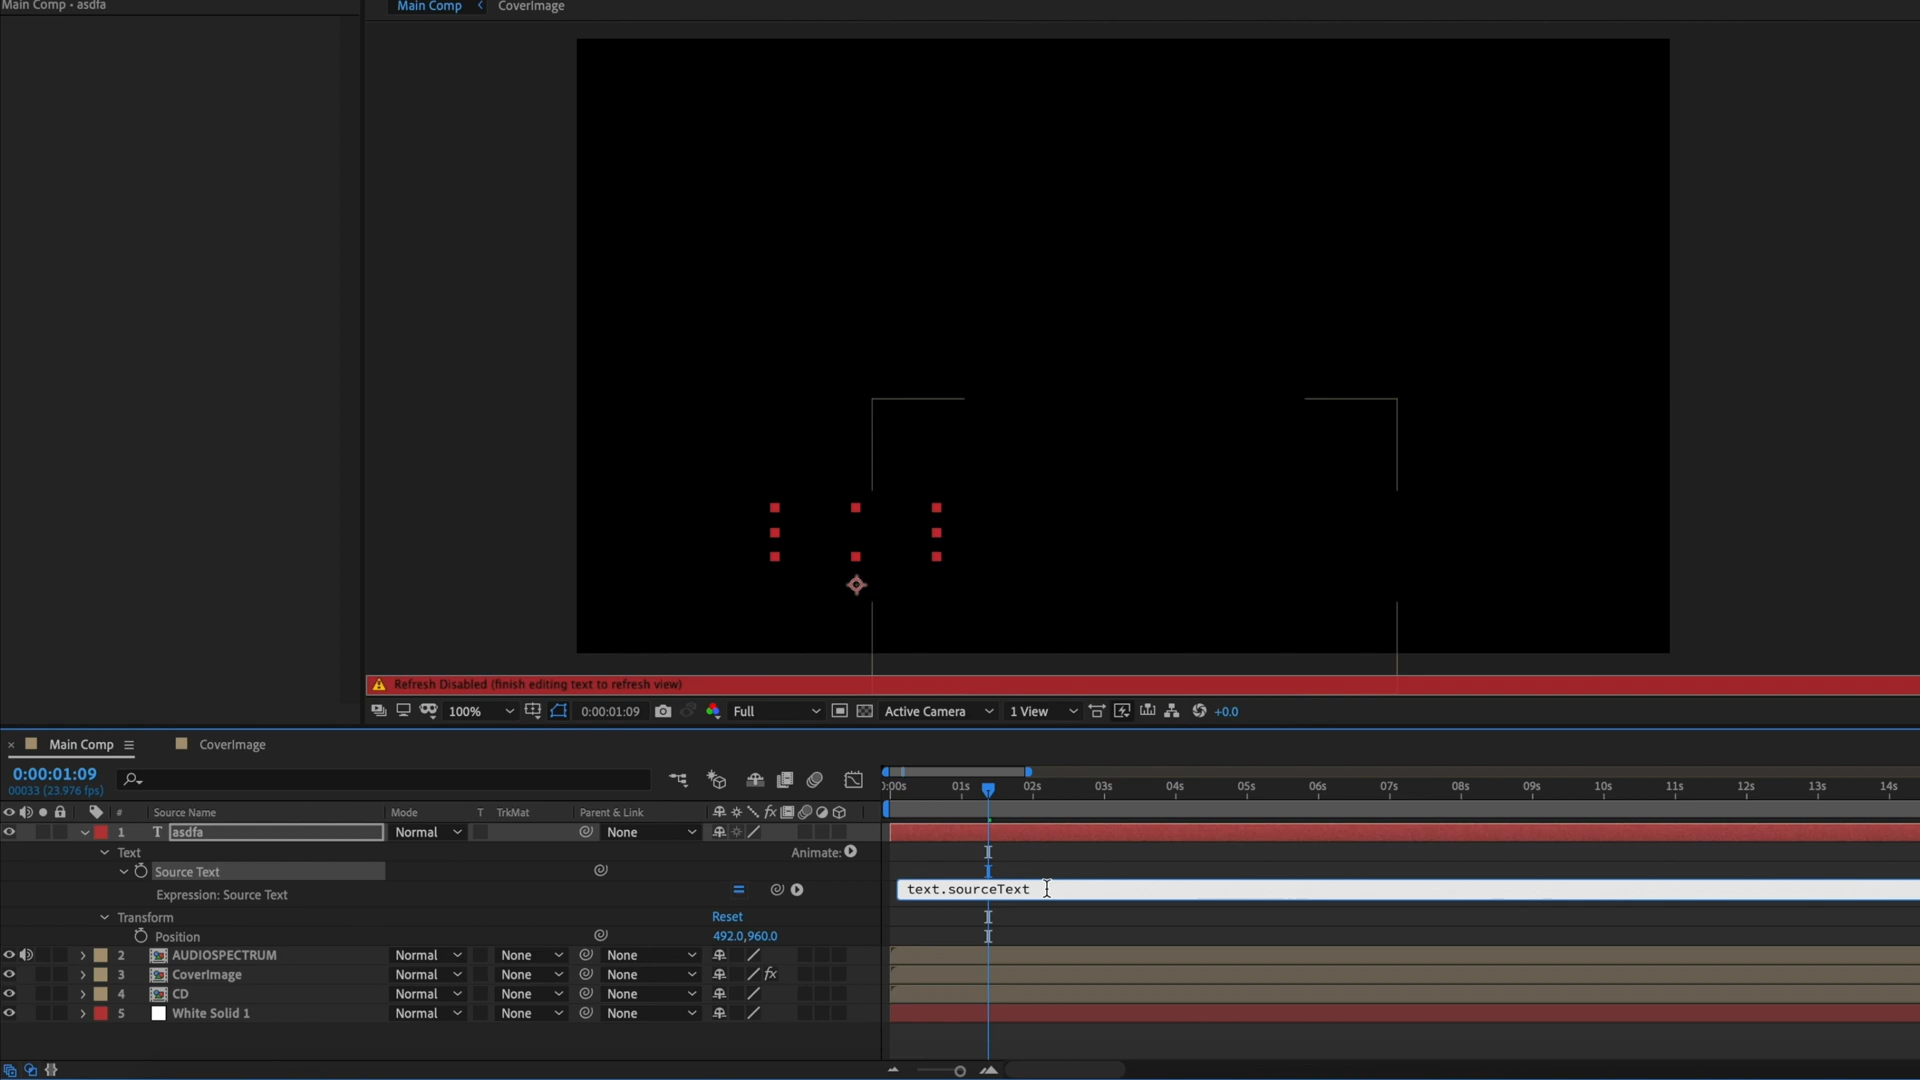 Main Comp • asdfa
Main Comp CoverImage
Refresh Disabled (finish editing text to refresh view)
100% 0:00:01:09 Full Active Camera 1 View +0.0
Main Comp CoverImage
0:00:01:09
00033 (23.976 fps)
:00s 01s 02s 03s 04s 05s 06s 07s 08s 09s 10s 11s 12s 13s 14s
# Source Name Mode T TrkMat Parent & Link fx
1 T asdfa Normal None
Text Animate:
Source Text
Expression: Source Text text.sourceText
Transform Reset
Position 492.0,960.0
2 AUDIOSPECTRUM Normal None None
3 CoverImage Normal None None fx
4 CD Normal None None
5 White Solid 1 Normal None None